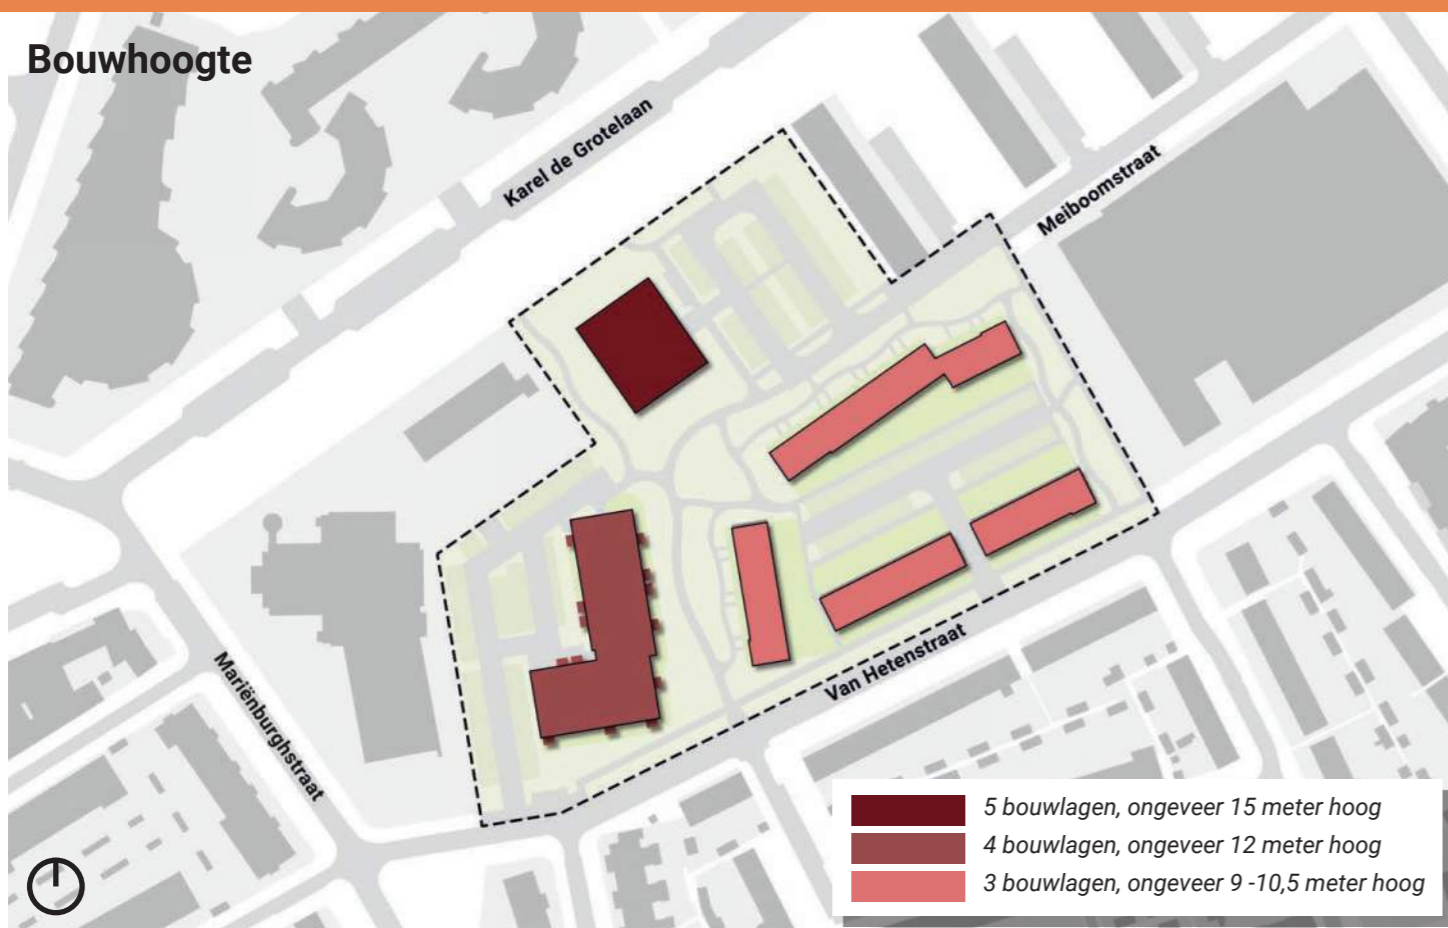 Bouwhoogte
Karel de Grotelaan
Meiboomstraat
Mariënburghstraat
Van Hetenstraat
5 bouwlagen, ongeveer 15 meter hoog
4 bouwlagen, ongeveer 12 meter hoog
3 bouwlagen, ongeveer 9 -10,5 meter hoog